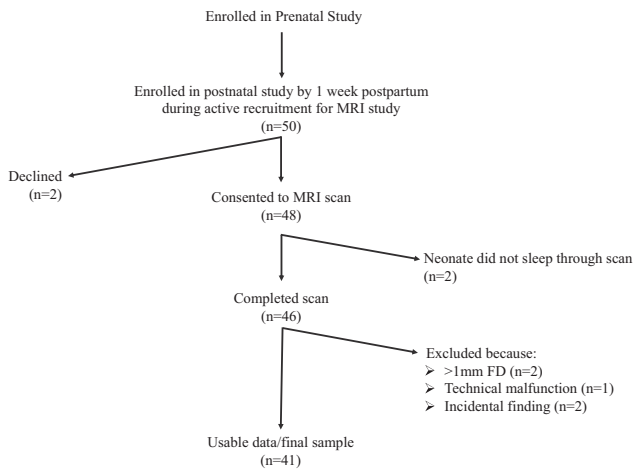 Enrolled in Prenatal Study
Enrolled in postnatal study by 1 week postpartum
during active recruitment for MRI study
(n=50)
Declined
(n=2)
Consented to MRI scan
(n=48)
Neonate did not sleep through scan
(n=2)
Completed scan
(n=46)
Excluded because:
➢ >1mm FD (n=2)
➢ Technical malfunction (n=1)
➢ Incidental finding (n=2)
Usable data/final sample
(n=41)